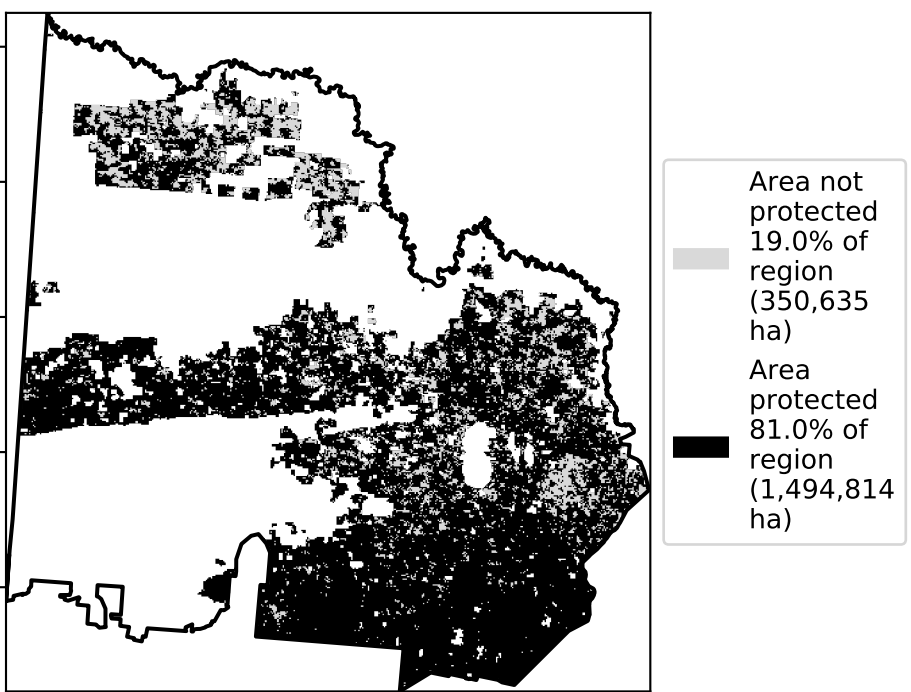 Area not
protected
19.0% of
region
(350,635
ha)
Area
protected
81.0% of
region
(1,494,814
ha)